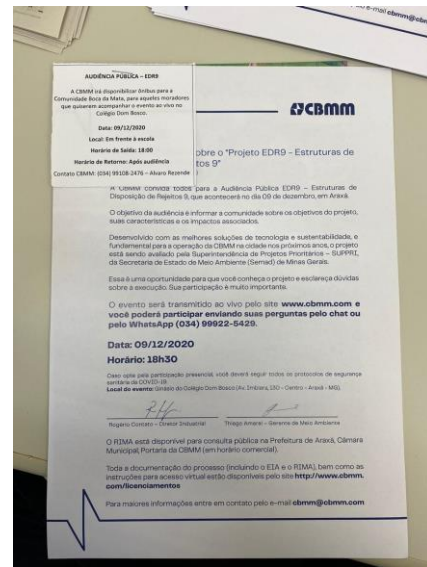 e-mail cbmm@cbmm
AUDIÊNCIA PÚBLICA – EDR9
A CBMM irá disponibilizar ônibus para a
Comunidade Boca da Mata, para aqueles moradores
que quiserem acompanhar o evento ao vivo no
Colégio Dom Bosco.
Data: 09/12/2020
Local: Em frente à escola
Horário de Saída: 18:00
Horário de Retorno: Após audiência
Contato CBMM: (034) 99108-2476 – Alvaro Rezende
CBMM
obre o "Projeto EDR9 – Estruturas de
tos 9"
A CBMM convida todos para a Audiência Pública EDR9 – Estruturas de
Disposição de Rejeitos 9, que acontecerá no dia 09 de dezembro, em Araxá.
O objetivo da audiência é informar a comunidade sobre os objetivos do projeto,
suas características e os impactos associados.
Desenvolvido com as melhores soluções de tecnologia e sustentabilidade, e
fundamental para a operação da CBMM na cidade nos próximos anos, o projeto
está sendo avaliado pela Superintendência de Projetos Prioritários – SUPPRI,
da Secretaria de Estado de Meio Ambiente (Semad) de Minas Gerais.
Essa é uma oportunidade para que você conheça o projeto e esclareça dúvidas
sobre a execução. Sua participação é muito importante.
O evento será transmitido ao vivo pelo site www.cbmm.com e
você poderá participar enviando suas perguntas pelo chat ou
pelo WhatsApp (034) 99922-5429.
Data: 09/12/2020
Horário: 18h30
Caso opte pela participação presencial, você deverá seguir todos os protocolos de segurança
sanitária da COVID-19.
Local do evento: Ginásio do Colégio Dom Bosco (Av. Imbiara, 130 – Centro – Araxá – MG).
Rogério Contato – Diretor Industrial
Thiago Amaral – Gerente de Meio Ambiente
O RIMA está disponível para consulta pública na Prefeitura de Araxá, Câmara
Municipal, Portaria da CBMM (em horário comercial).
Toda a documentação do processo (incluindo o EIA e o RIMA), bem como as
instruções para acesso virtual estão disponíveis pelo site http://www.cbmm.
com/licenciamentos
Para maiores informações entre em contato pelo e-mail cbmm@cbmm.com